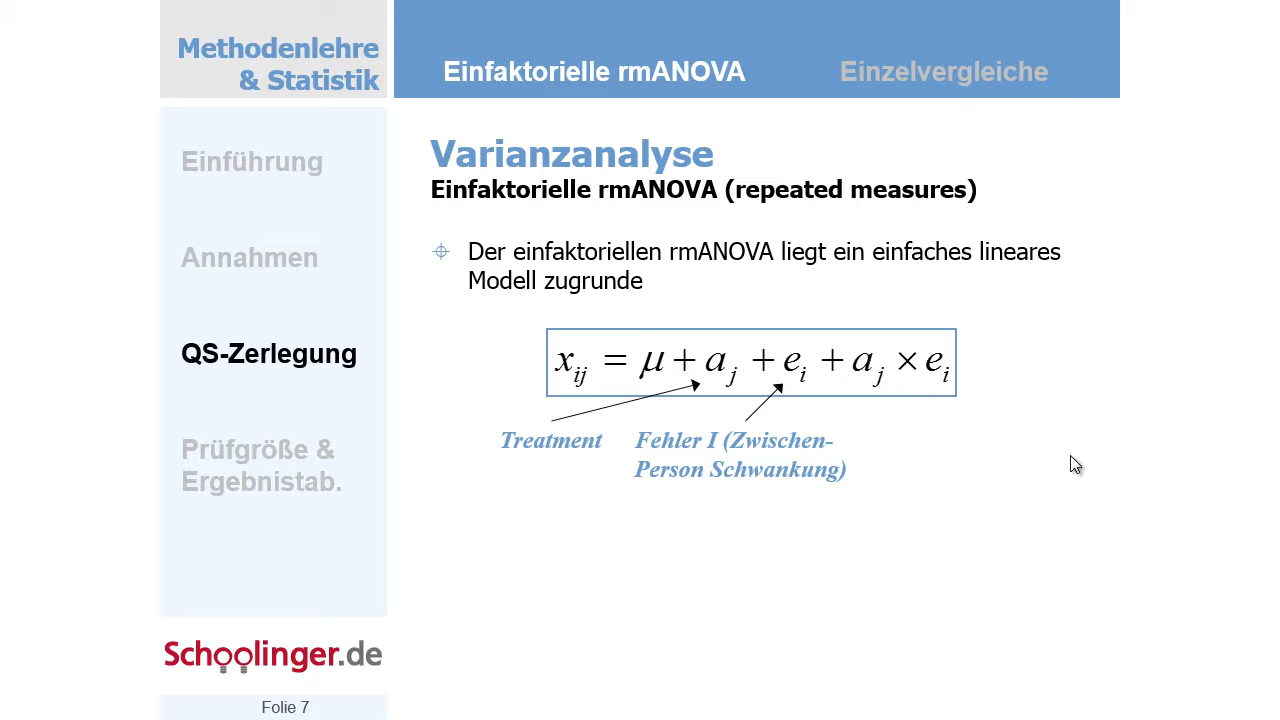 Methodenlehre
& Statistik
Einfaktorielle rmANOVA
Einzelvergleiche
Einführung
Annahmen
QS-Zerlegung
Prüfgröße &
Ergebnistab.
Varianzanalyse
Einfaktorielle rmANOVA (repeated measures)
Der einfaktoriellen rmANOVA liegt ein einfaches lineares
Modell zugrunde
x_{ij} = μ + a_j + e_i + a_j × e_i
Treatment
Fehler I (Zwischen-
Person Schwankung)
Schoolinger.de
Folie 7